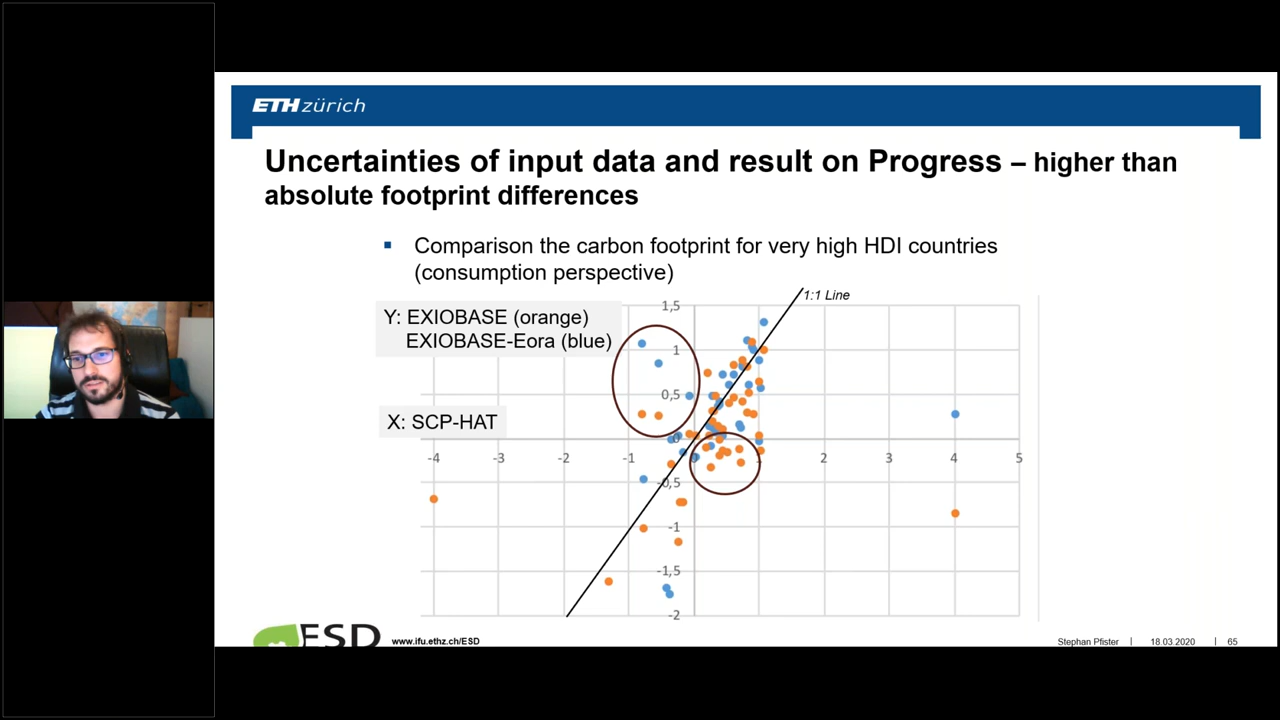 ETH zürich
Uncertainties of input data and result on Progress – higher than
absolute footprint differences
Comparison the carbon footprint for very high HDI countries
(consumption perspective)
1:1 Line
Y: EXIOBASE (orange)
EXIOBASE-Eora (blue)
X: SCP-HAT
1,5
1
0,5
0
-4 -3 -2 -1 1 2 3 4 5
-0,5
-1
-1,5
-2
ESD
www.ifu.ethz.ch/ESD
Stephan Pfister | 18.03.2020 | 65